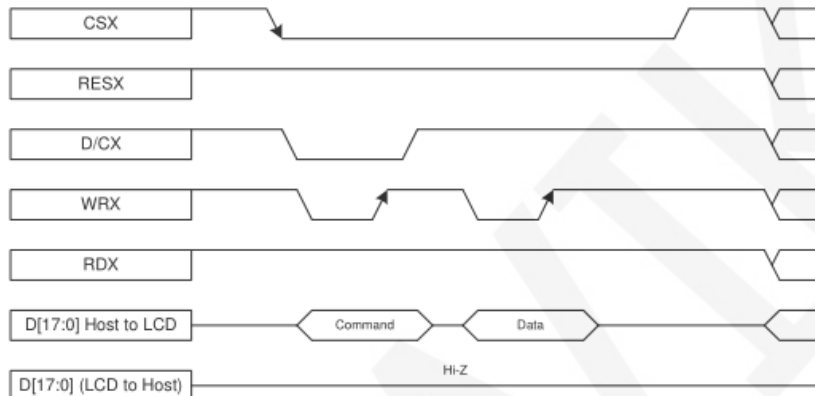 CSX
RESX
D/CX
WRX
RDX
D[17:0] Host to LCD
Command
Data
Hi-Z
D[17:0] (LCD to Host)